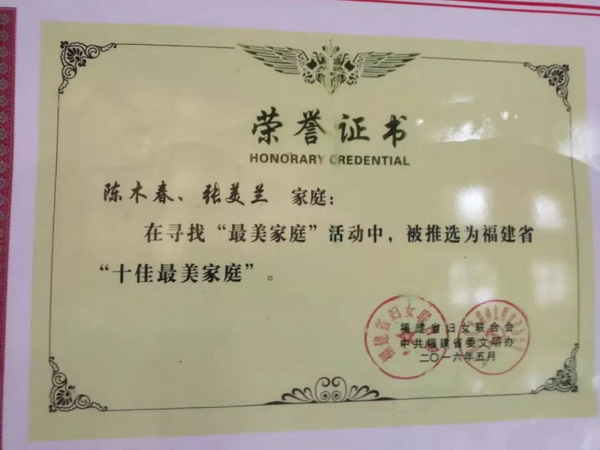 荣誉证书
HONORARY CREDENTIAL
陈木春、张美兰 家庭：
在寻找“最美家庭”活动中，被推选为福建省
“十佳最美家庭”。
福建省妇女联合会
中共福建省委文明办
二〇一六年五月